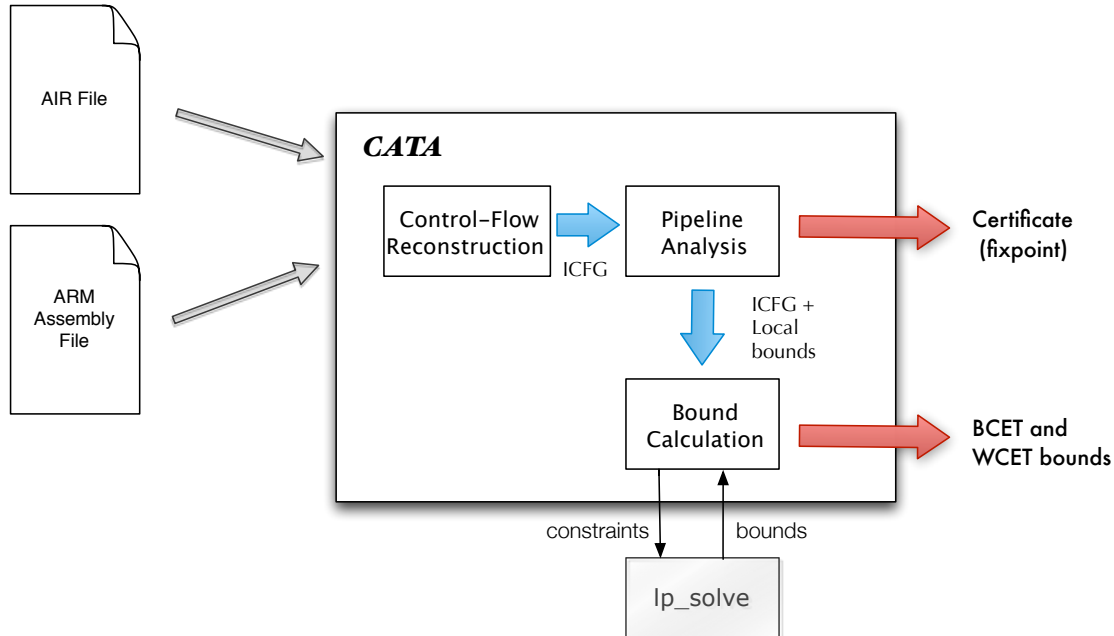 AIR File
ARM
Assembly
File
CATA
Control-Flow
Reconstruction
ICFG
Pipeline
Analysis
Certificate
(fixpoint)
ICFG +
Local
bounds
Bound
Calculation
BCET and
WCET bounds
constraints
bounds
lp_solve